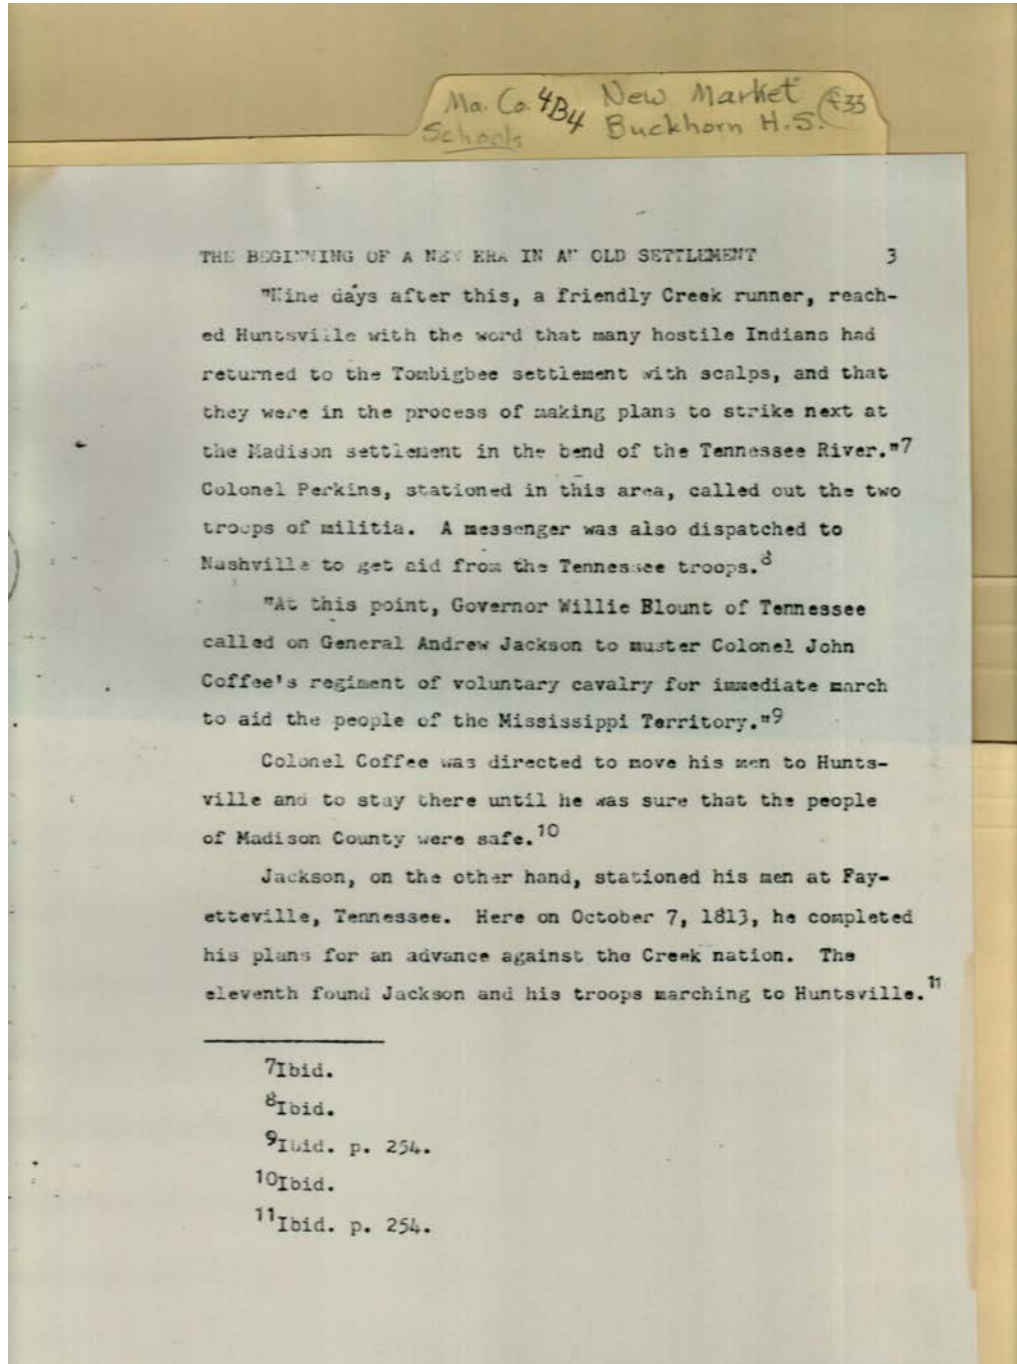 Ma. Co. 4B4 New Market F33
Schools Buckhorn H.S.
THE BEGINNING OF A NEW ERA IN AN OLD SETTLEMENT 3
"Nine days after this, a friendly Creek runner, reach-
ed Huntsville with the word that many hostile Indians had
returned to the Tombigbee settlement with scalps, and that
they were in the process of making plans to strike next at
the Madison settlement in the bend of the Tennessee River."7
Colonel Perkins, stationed in this area, called out the two
troops of militia. A messenger was also dispatched to
Nashville to get aid from the Tennessee troops.8
"At this point, Governor Willie Blount of Tennessee
called on General Andrew Jackson to muster Colonel John
Coffee's regiment of voluntary cavalry for immediate march
to aid the people of the Mississippi Territory."9
Colonel Coffee was directed to move his men to Hunts-
ville and to stay there until he was sure that the people
of Madison County were safe.10
Jackson, on the other hand, stationed his men at Fay-
etteville, Tennessee. Here on October 7, 1813, he completed
his plans for an advance against the Creek nation. The
eleventh found Jackson and his troops marching to Huntsville.11
7Ibid.
8Ibid.
9Ibid. p. 254.
10Ibid.
11Ibid. p. 254.